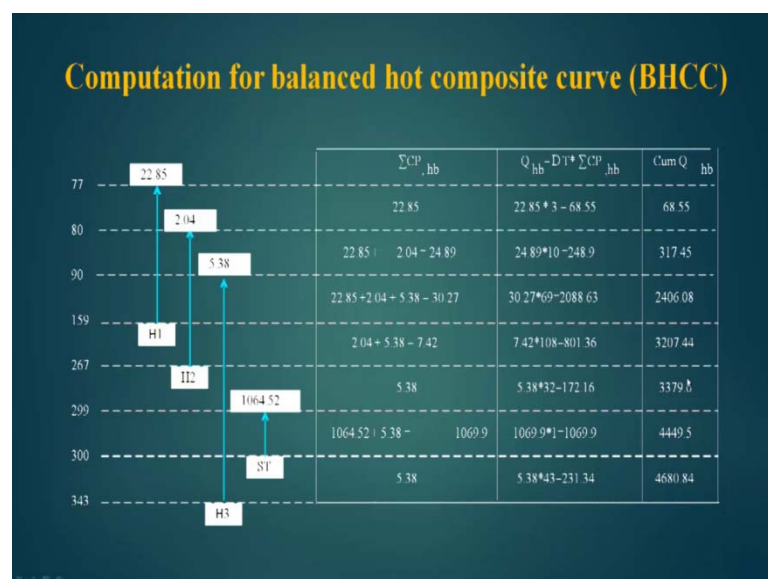 Computation for balanced hot composite curve (BHCC)
ΣCP, hb
Q hb-DT* ΣCP ,hb
Cum Q hb
22.85
77
22.85
22.85 * 3 – 68.55
68.55
2.04
80
22.85 + 2.04 – 24.89
24.89*10 –248.9
317.45
5.38
90
22.85 +2.04 + 5.38 – 30.27
30.27*69–2088.63
2406.08
159
H1
2.04 + 5.38 – 7.42
7.42*108–801.36
3207.44
267
H2
5.38
5.38*32–172.16
3379.6
1064.52
299
1064.52 + 5.38 – 1069.9
1069.9*1–1069.9
4449.5
300
ST
5.38
5.38*43–231.34
4680.84
343
H3